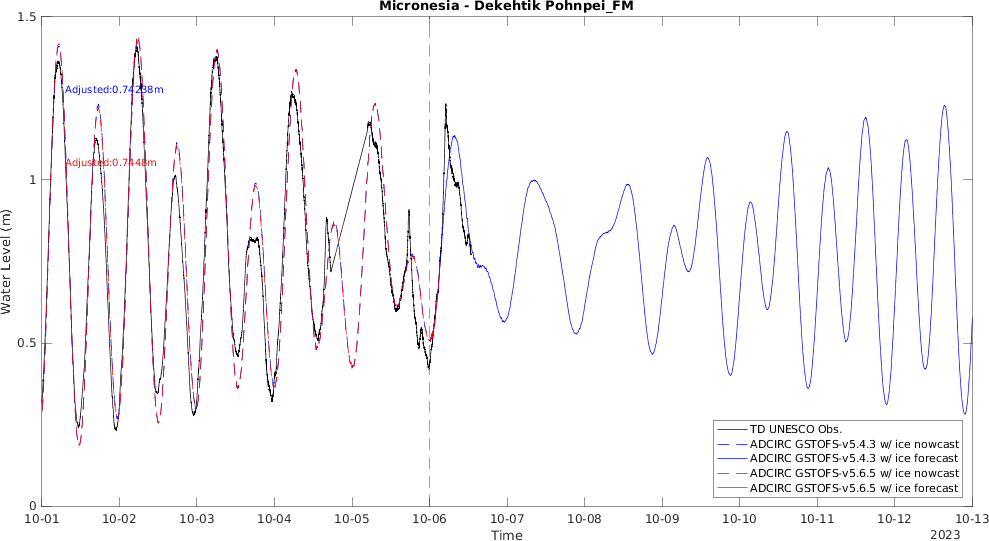 Micronesia - Dekehtik Pohnpei_FM
1.5
1
0.5
0
Water Level (m)
Adjusted:0.74238m
Adjusted:0.7448m
TD UNESCO Obs.
ADCIRC GSTOFS-v5.4.3 w/ ice nowcast
ADCIRC GSTOFS-v5.4.3 w/ ice forecast
ADCIRC GSTOFS-v5.6.5 w/ ice nowcast
ADCIRC GSTOFS-v5.6.5 w/ ice forecast
10-01 10-02 10-03 10-04 10-05 10-06 10-07 10-08 10-09 10-10 10-11 10-12 10-13
Time
2023